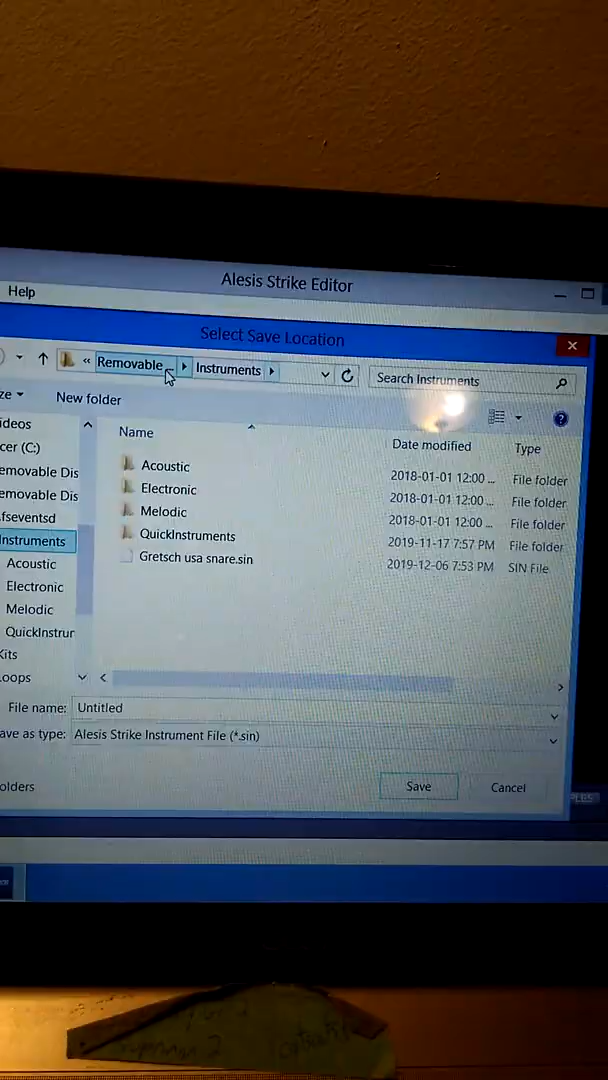 Alesis Strike Editor
Help
Select Save Location
« Removable Instruments
Search Instruments
ze
New folder
ideos
cer (C:)
emovable Dis
emovable Dis
.fseventsd
Instruments
Acoustic
Electronic
Melodic
QuickInstrur
Kits
Loops
Name Date modified Type
Acoustic 2018-01-01 12:00 ... File folder
Electronic 2018-01-01 12:00 ... File folder
Melodic 2018-01-01 12:00 ... File folder
QuickInstruments 2019-11-17 7:57 PM File folder
Gretsch usa snare.sin 2019-12-06 7:53 PM SIN File
File name: Untitled
ave as type: Alesis Strike Instrument File (*.sin)
olders
Save Cancel